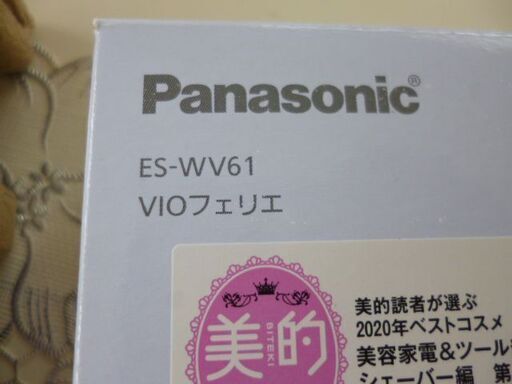 Panasonic®
ES-WV61
VIOフェリエ
美的
BITEKI
美的読者が選ぶ
2020年ベストコスメ
美容家電&ツール
シェーバー編 第